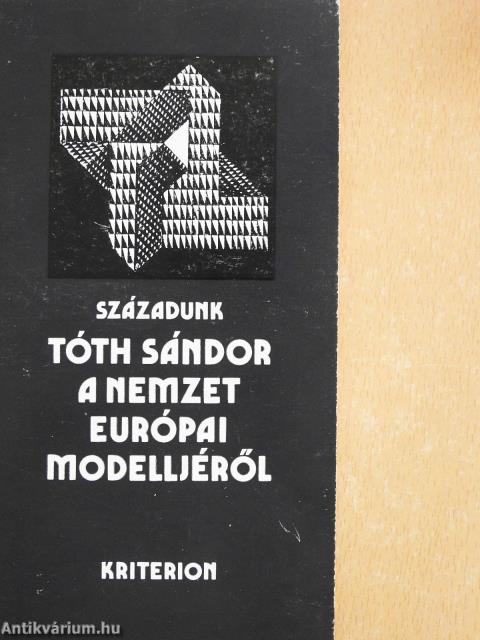 SZÁZADUNK
TÓTH SÁNDOR
A NEMZET
EURÓPAI
MODELLJÉRŐL
KRITERION
Antikvárium.hu